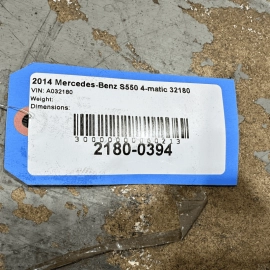 2014 Mercedes-Benz S550 4-matic 32180
VIN: A032180
Weight:
Dimensions:
2180-0394